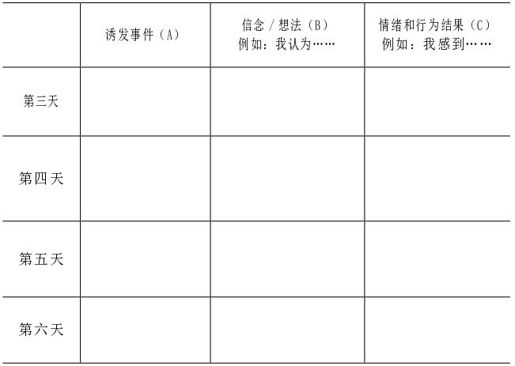 诱发事件（A）
信念 / 想法（B）
例如：我认为……
情绪和行为结果（C）
例如：我感到……
第三天
第四天
第五天
第六天